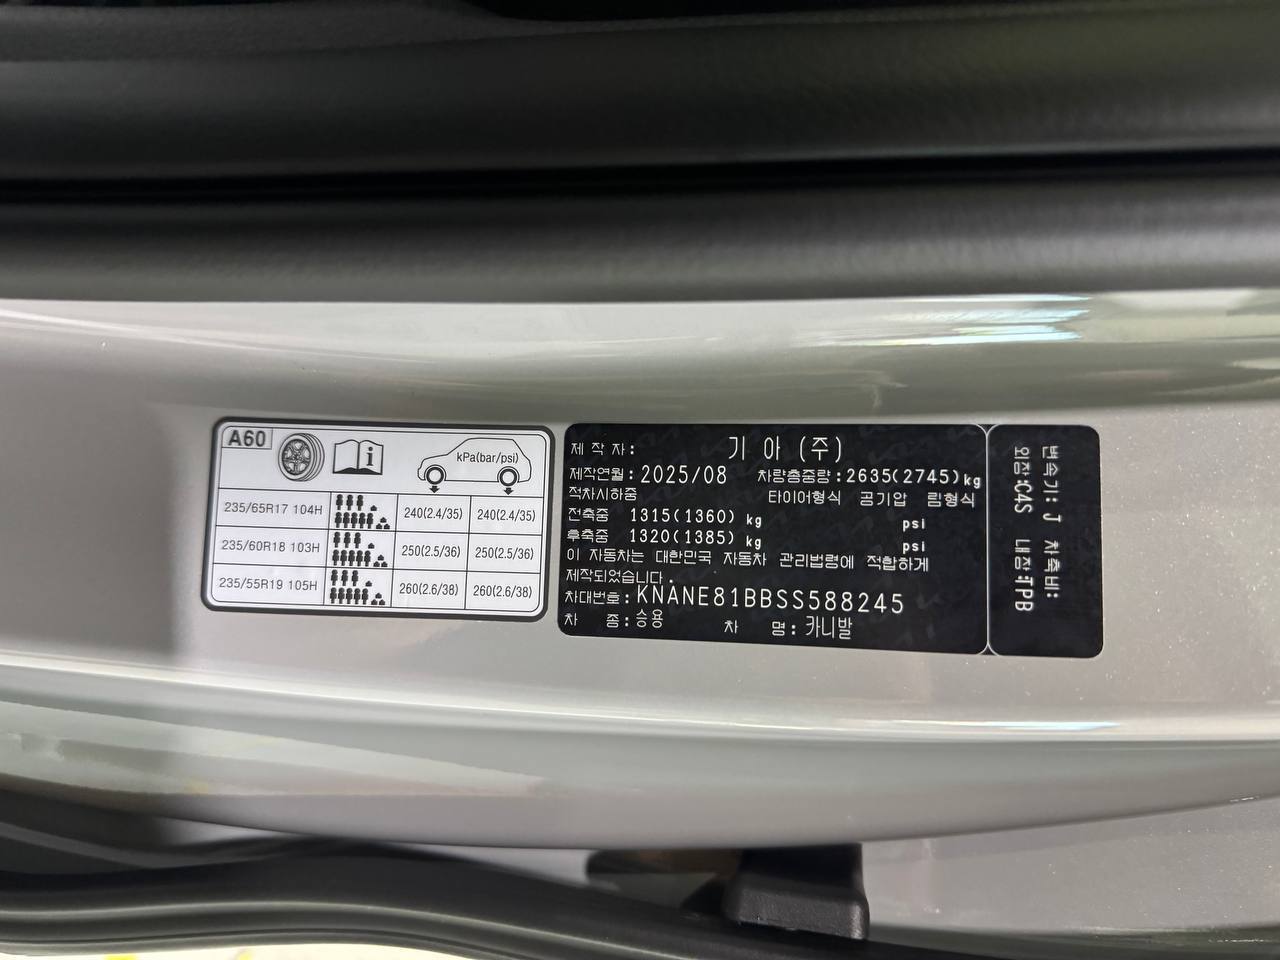 A60
i
kPa(bar/psi)
235/65R17 104H 240(2.4/35) 240(2.4/35)
235/60R18 103H 250(2.5/36) 250(2.5/36)
235/55R19 105H 260(2.6/38) 260(2.6/38)
제 작 자: 기 아 (주)
제작연월:2025/08 차량총중량:2635(2745)kg
적차시하중 타이어형식 공기압 림형식
전축중 1315(1360) kg psi
후축중 1320(1385) kg psi
이 자동차는 대한민국 자동차 관리법령에 적합하게
제작되었습니다.
차대번호:KNANE81BBSS588245
차 종:승용 차 명:카니발
변속기:J 차축비:
외장:C4S 내장:TPB